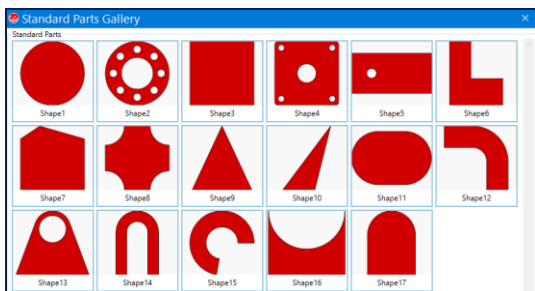 Standard Parts Gallery
Standard Parts
Shape1 Shape2 Shape3 Shape4 Shape5 Shape6
Shape7 Shape8 Shape9 Shape10 Shape11 Shape12
Shape13 Shape14 Shape15 Shape16 Shape17